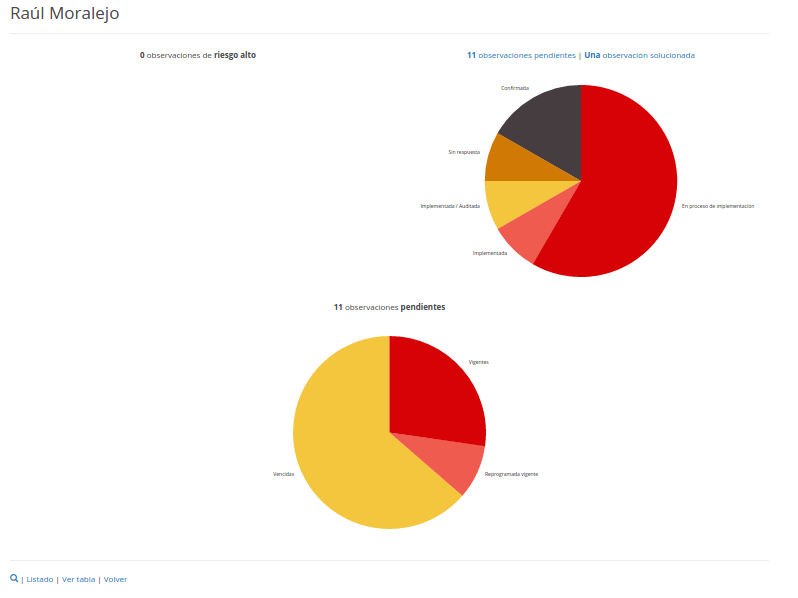 Raúl Moralejo
0 observaciones de riesgo alto
11 observaciones pendientes | Una observación solucionada
Confirmada
Sin respuesta
Implementada / Auditada
En proceso de implementación
Implementada
11 observaciones pendientes
Vigentes
Vencidas
Reprogramada vigente
| Listado | Ver tabla | Volver